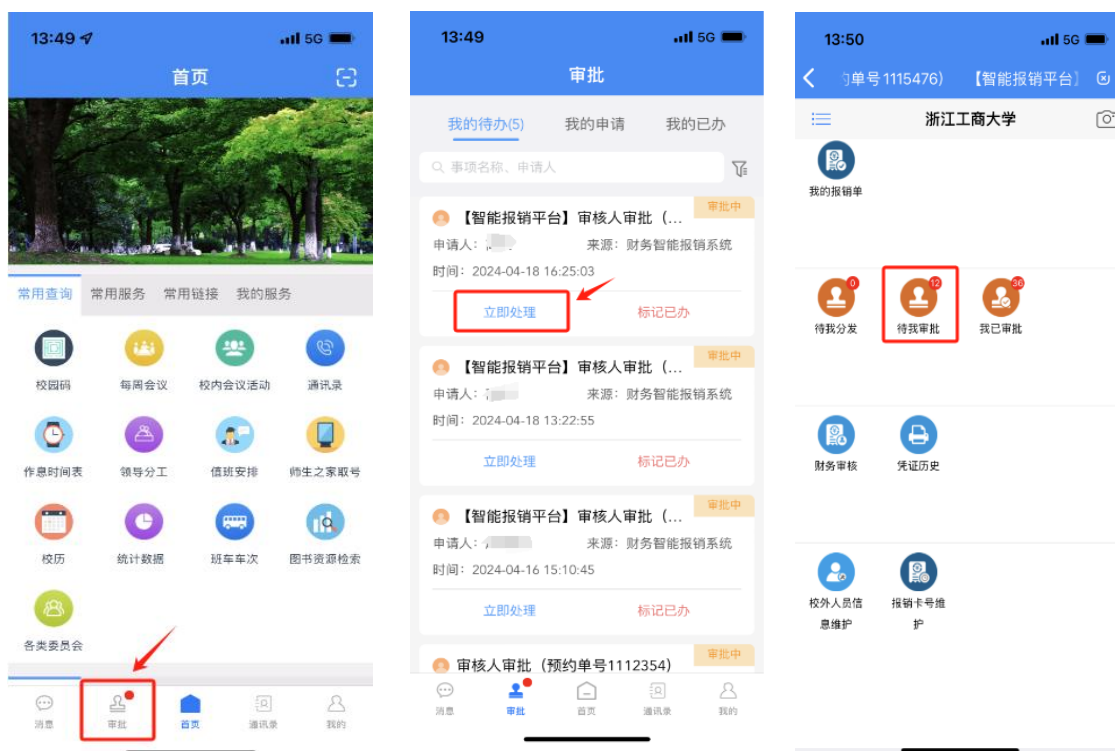 13:49
5G
首页
常用查询 常用服务 常用链接 我的服务
校园码 每周会议 校内会议活动 通讯录
作息时间表 领导分工 值班安排 师生之家取号
校历 统计数据 班车车次 图书资源检索
各类委员会
消息 审批 首页 通讯录 我的
13:49
5G
审批
我的待办(5) 我的申请 我的已办
事项名称、申请人
审批中
【智能报销平台】审核人审批（...
申请人： 来源：财务智能报销系统
时间：2024-04-18 16:25:03
立即处理 标记已办
审批中
【智能报销平台】审核人审批（...
申请人： 来源：财务智能报销系统
时间：2024-04-18 13:22:55
立即处理 标记已办
审批中
【智能报销平台】审核人审批（...
申请人： 来源：财务智能报销系统
时间：2024-04-16 15:10:45
立即处理 标记已办
审批中
审核人审批（预约单号1112354）
消息 审批 首页 通讯录 我的
13:50
5G
单号1115476) 【智能报销平台】
浙江工商大学
我的报销单
0 12 36
待我分发 待我审批 我已审批
财务审核 凭证历史
校外人员信 报销卡号维
息维护 护